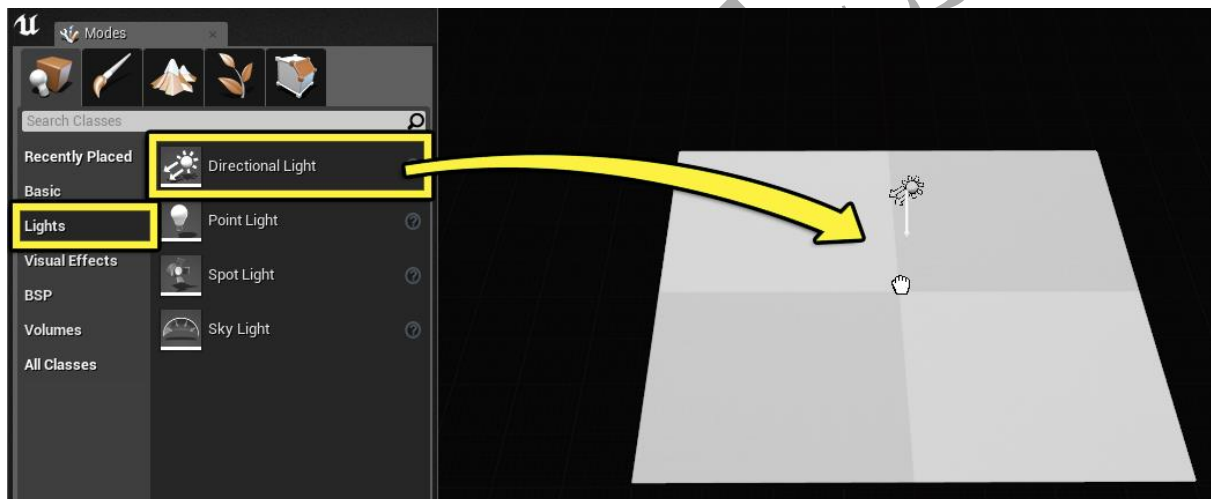 Modes
Search Classes
Recently Placed
Basic
Lights
Visual Effects
BSP
Volumes
All Classes
Directional Light
Point Light
Spot Light
Sky Light